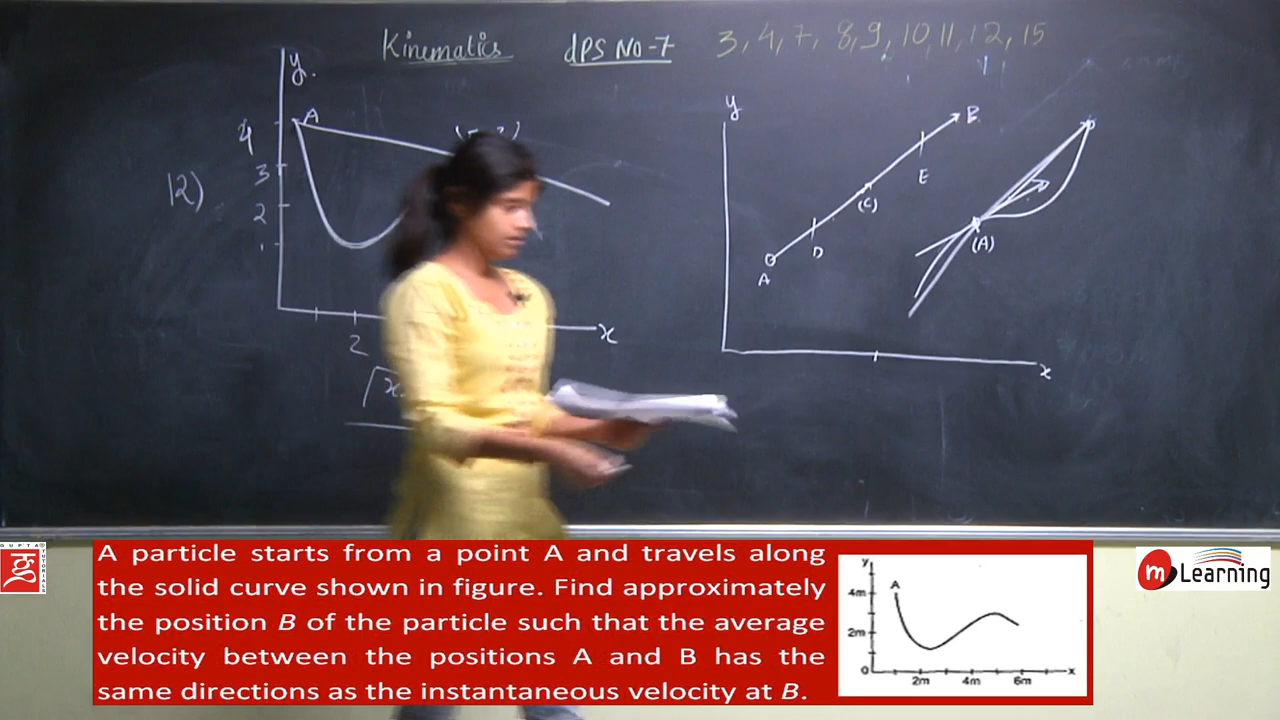 Kinematics DPS No-7 3, 4, 7, 8, 9, 10, 11, 12, 15
y
A
4
3
2
1
12)
x
2
y
B
E
(C)
D
A
(A)
x
A particle starts from a point A and travels along
the solid curve shown in figure. Find approximately
the position B of the particle such that the average
velocity between the positions A and B has the
same directions as the instantaneous velocity at B.
y
A
4m
2m
0
2m 4m 6m
x
GUPTA TUTORIALS
m Learning